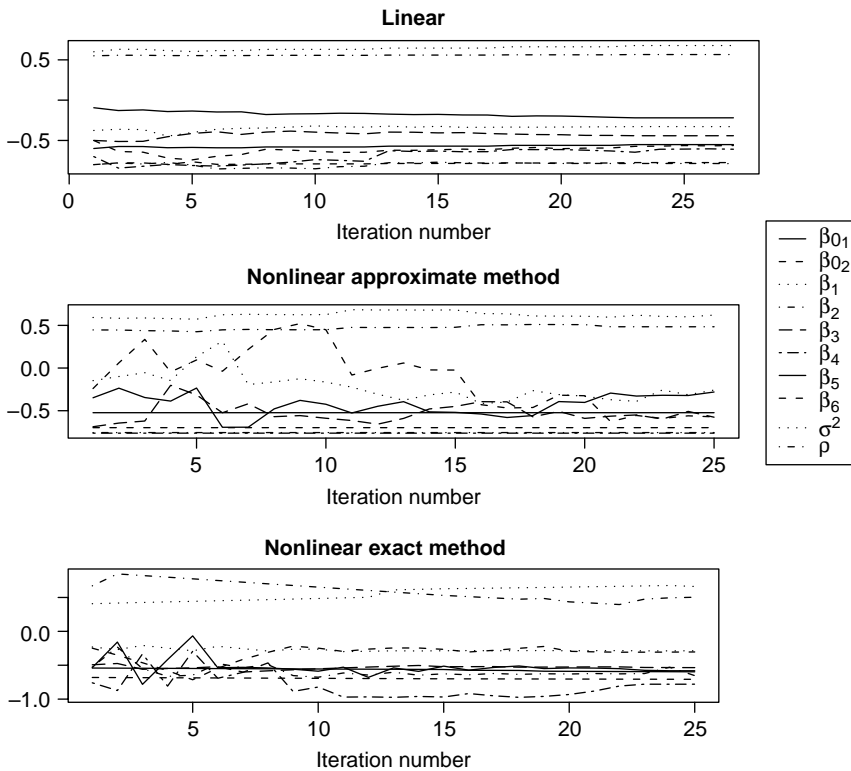 Linear
0.5
−0.5
0 5 10 15 20 25
Iteration number
Nonlinear approximate method
0.5
0.0
−0.5
5 10 15 20 25
Iteration number
Nonlinear exact method
0.0
−1.0
5 10 15 20 25
Iteration number
β01
β02
β1
β2
β3
β4
β5
β6
σ2
ρ